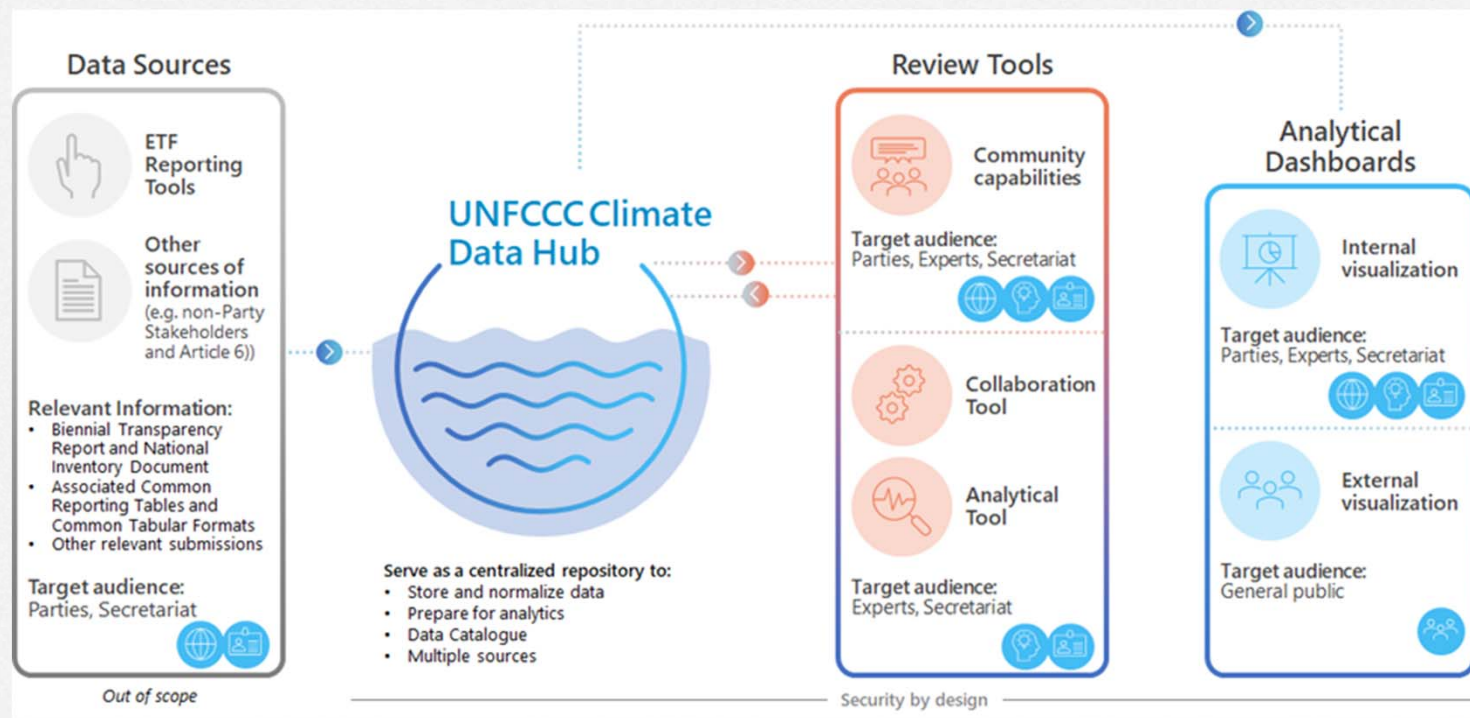 Data Sources
ETF
Reporting
Tools
Other
sources of
information
(e.g. non-Party
Stakeholders
and Article 6))
Relevant Information:
• Biennial Transparency
Report and National
Inventory Document
• Associated Common
Reporting Tables and
Common Tabular Formats
• Other relevant submissions
Target audience:
Parties, Secretariat
Out of scope
UNFCCC Climate
Data Hub
Serve as a centralized repository to:
• Store and normalize data
• Prepare for analytics
• Data Catalogue
• Multiple sources
Review Tools
Community
capabilities
Target audience:
Parties, Experts, Secretariat
Collaboration
Tool
Analytical
Tool
Target audience:
Experts, Secretariat
Analytical
Dashboards
Internal
visualization
Target audience:
Parties, Experts, Secretariat
External
visualization
Target audience:
General public
Security by design